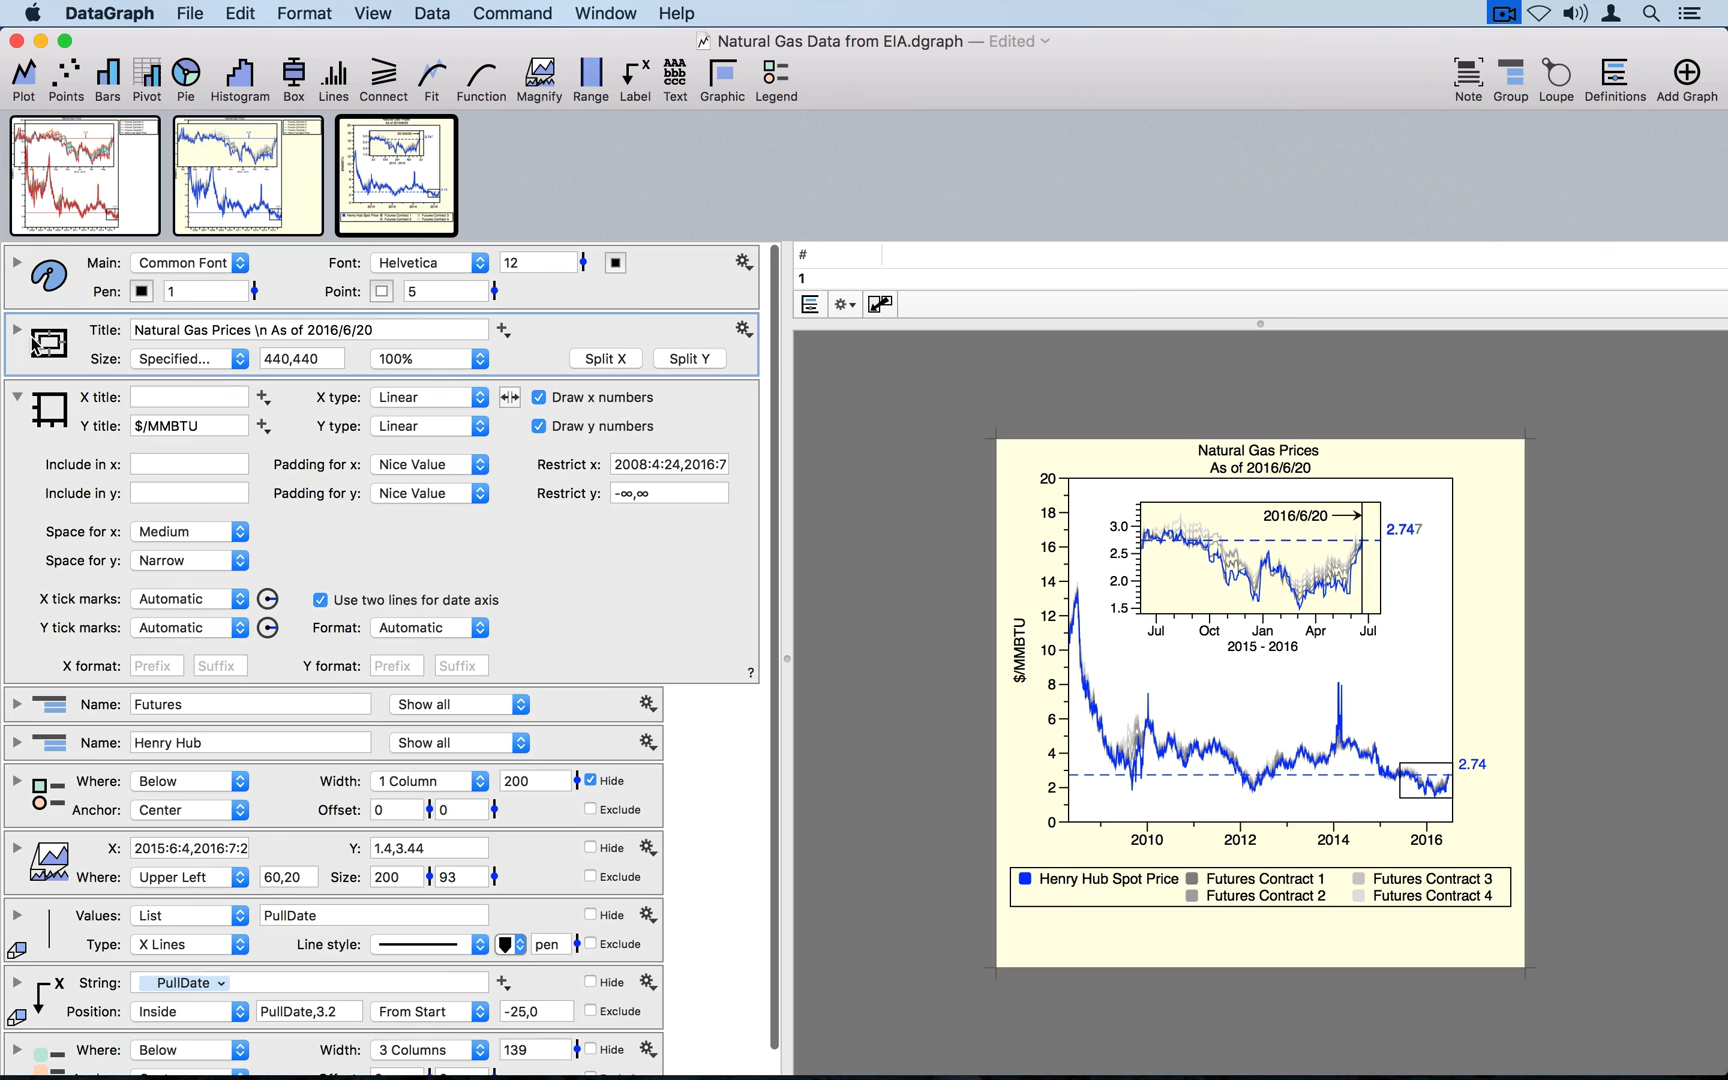 DataGraph File Edit Format View Data Command Window Help
Natural Gas Data from EIA.dgraph — Edited
Plot Points Bars Pivot Pie Histogram Box Lines Connect Fit Function Magnify Range Label Text Graphic Legend Note Group Loupe Definitions Add Graph
Main: Common Font Font: Helvetica 12
Pen: 1 Point: 5
Title: Natural Gas Prices \n As of 2016/6/20
Size: Specified... 440,440 100% Split X Split Y
X title: X type: Linear Draw x numbers
Y title: $/MMBTU Y type: Linear Draw y numbers
Include in x: Padding for x: Nice Value Restrict x: 2008:4:24,2016:7
Include in y: Padding for y: Nice Value Restrict y: -∞,∞
Space for x: Medium
Space for y: Narrow
X tick marks: Automatic Use two lines for date axis
Y tick marks: Automatic Format: Automatic
X format: Prefix Suffix Y format: Prefix Suffix ?
Name: Futures Show all
Name: Henry Hub Show all
Where: Below Width: 1 Column 200 Hide
Anchor: Center Offset: 0 0 Exclude
X: 2015:6:4,2016:7:2 Y: 1.4,3.44 Hide
Where: Upper Left 60,20 Size: 200 93 Exclude
Values: List PullDate Hide
Type: X Lines Line style: pen Exclude
X String: PullDate Hide
Position: Inside PullDate,3.2 From Start -25,0 Exclude
Where: Below Width: 3 Columns 139 Hide
#
1
Natural Gas Prices
As of 2016/6/20
20
18
16
14
12
10
8
6
4
2
0
$/MMBTU
2010 2012 2014 2016
2.74
3.0
2.5
2.0
1.5
2016/6/20
2.747
Jul Oct Jan Apr Jul
2015 - 2016
Henry Hub Spot Price Futures Contract 1 Futures Contract 3
Futures Contract 2 Futures Contract 4